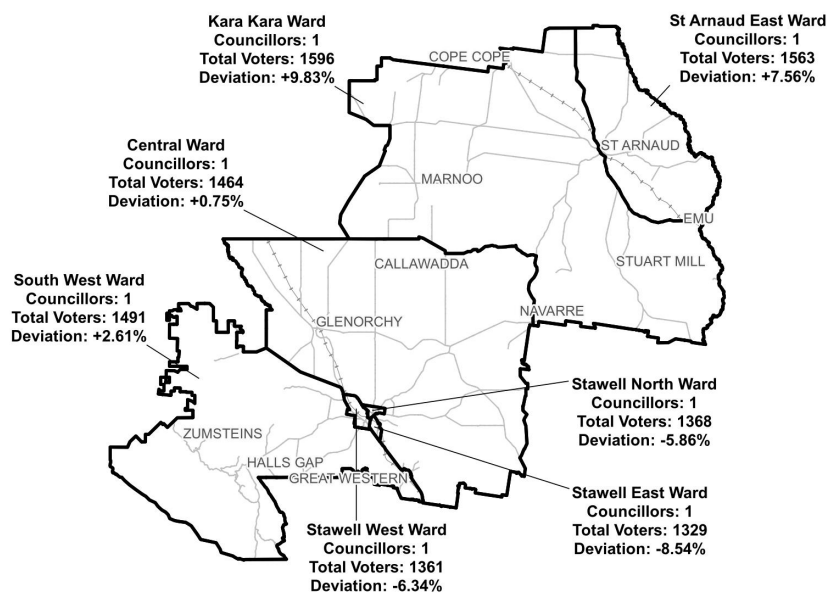 Kara Kara Ward
Councillors: 1
Total Voters: 1596
Deviation: +9.83%
St Arnaud East Ward
Councillors: 1
Total Voters: 1563
Deviation: +7.56%
COPE COPE
Central Ward
Councillors: 1
Total Voters: 1464
Deviation: +0.75%
ST ARNAUD
MARNOO
EMU
STUART MILL
CALLAWADDA
South West Ward
Councillors: 1
Total Voters: 1491
Deviation: +2.61%
NAVARRE
GLENORCHY
Stawell North Ward
Councillors: 1
Total Voters: 1368
Deviation: -5.86%
ZUMSTEINS
HALLS GAP
GREAT WESTERN
Stawell East Ward
Councillors: 1
Total Voters: 1329
Deviation: -8.54%
Stawell West Ward
Councillors: 1
Total Voters: 1361
Deviation: -6.34%